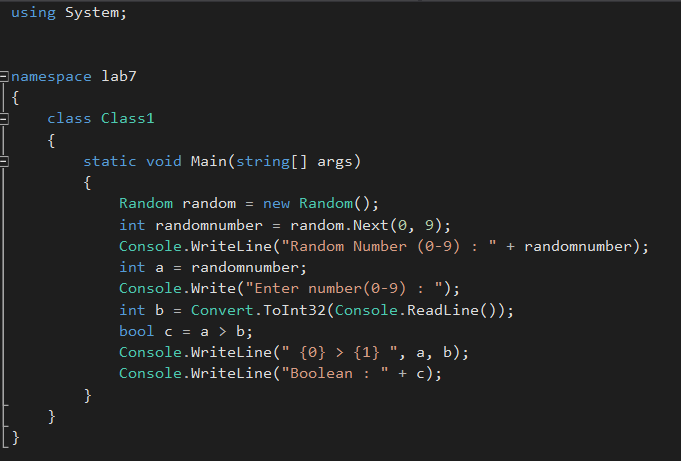 using System;
namespace lab7
{
class Class1
{
static void Main(string[] args)
{
Random random = new Random();
int randomnumber = random.Next(0, 9);
Console.WriteLine("Random Number (0-9) : " + randomnumber);
int a = randomnumber;
Console.Write("Enter number(0-9) : ");
int b = Convert.ToInt32(Console.ReadLine());
bool c = a > b;
Console.WriteLine(" {0} > {1} ", a, b);
Console.WriteLine("Boolean : " + c);
}
}
}